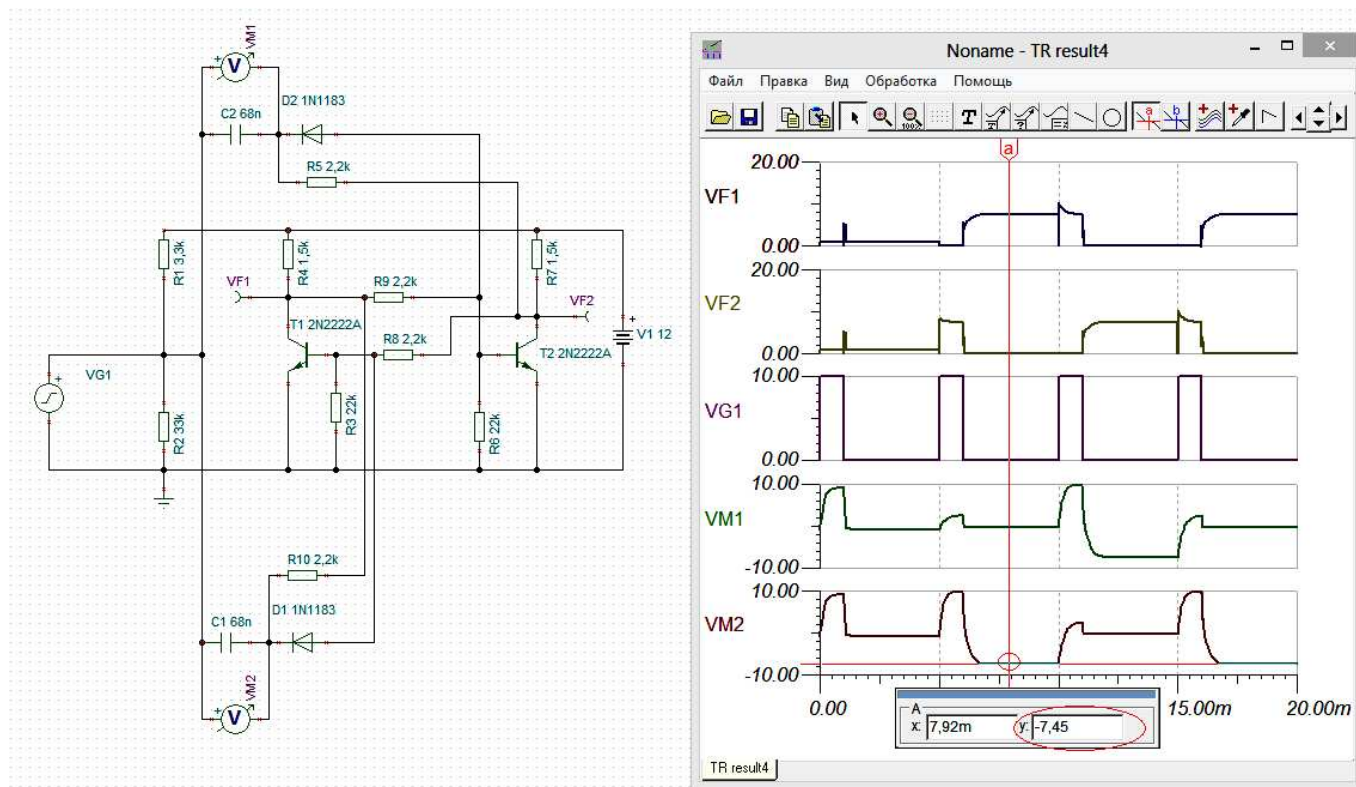 VM1
V
+
D2 1N1183
C2 68n
R5 2,2k
R1 3,3k
R4 1,5k
R7 1,5k
VF1
R9 2,2k
VF2
T1 2N2222A
+
V1 12
R8 2,2k
T2 2N2222A
VG1
+
R2 33k
R3 22k
R6 22k
R10 2,2k
D1 1N1183
C1 68n
VM2
V
+
Noname - TR result4
Файл Правка Вид Обработка Помощь
100%
T
?
a
b
a
20.00
VF1
0.00
20.00
VF2
0.00
10.00
VG1
0.00
10.00
VM1
-10.00
10.00
VM2
-10.00
0.00
15.00m
20.00m
A
x: 7,92m y: -7,45
TR result4